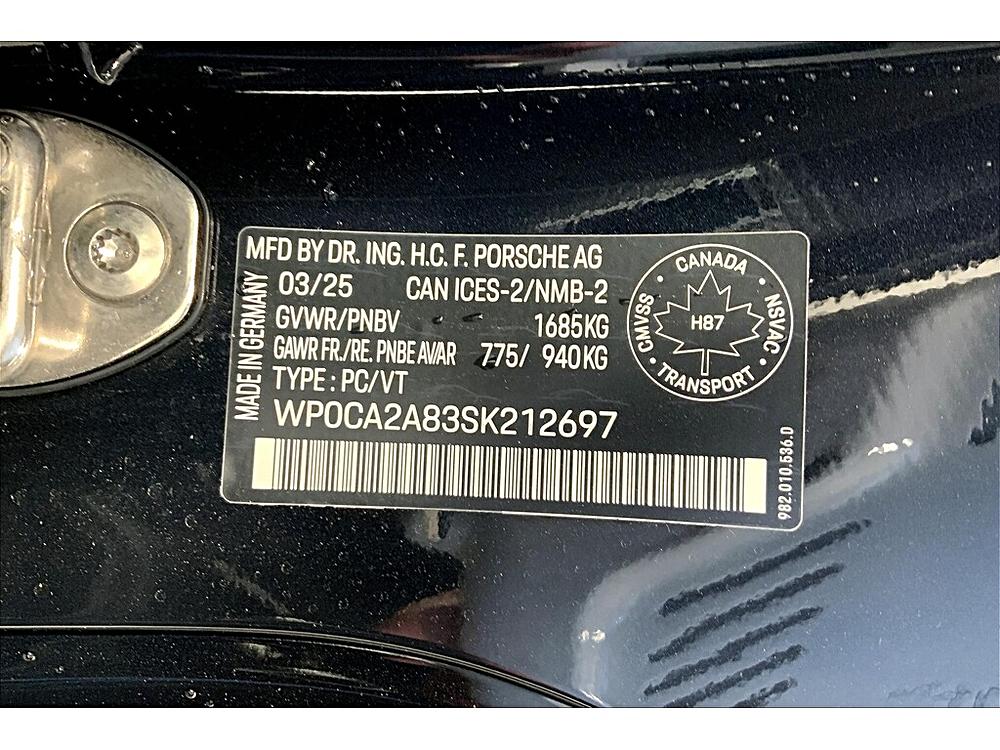 MFD BY DR. ING. H.C. F. PORSCHE AG
03/25 CAN ICES-2/NMB-2
GVWR/PNBV 1685KG
GAWR FR./RE. PNBE AV/AR 775/ 940KG
TYPE : PC/VT
WP0CA2A83SK212697
MADE IN GERMANY
CANADA
CMVSS
H87
NSVAC
TRANSPORT
982.010.536.D